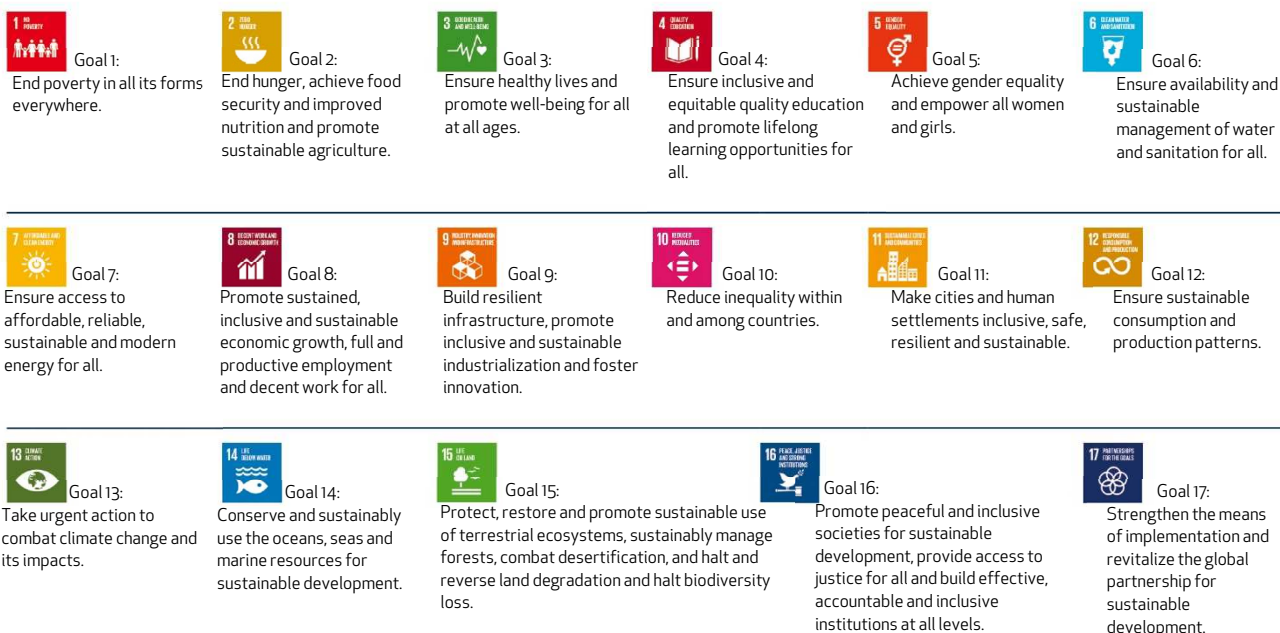 1 NO
POVERTY
Goal 1:
End poverty in all its forms
everywhere.
2 ZERO
HUNGER
Goal 2:
End hunger, achieve food
security and improved
nutrition and promote
sustainable agriculture.
3 GOOD HEALTH
AND WELL-BEING
Goal 3:
Ensure healthy lives and
promote well-being for all
at all ages.
4 QUALITY
EDUCATION
Goal 4:
Ensure inclusive and
equitable quality education
and promote lifelong
learning opportunities for
all.
5 GENDER
EQUALITY
Goal 5:
Achieve gender equality
and empower all women
and girls.
6 CLEAN WATER
AND SANITATION
Goal 6:
Ensure availability and
sustainable
management of water
and sanitation for all.
7 AFFORDABLE AND
CLEAN ENERGY
Goal 7:
Ensure access to
affordable, reliable,
sustainable and modern
energy for all.
8 DECENT WORK AND
ECONOMIC GROWTH
Goal 8:
Promote sustained,
inclusive and sustainable
economic growth, full and
productive employment
and decent work for all.
9 INDUSTRY, INNOVATION
AND INFRASTRUCTURE
Goal 9:
Build resilient
infrastructure, promote
inclusive and sustainable
industrialization and foster
innovation.
10 REDUCED
INEQUALITIES
Goal 10:
Reduce inequality within
and among countries.
11 SUSTAINABLE CITIES
AND COMMUNITIES
Goal 11:
Make cities and human
settlements inclusive, safe,
resilient and sustainable.
12 RESPONSIBLE
CONSUMPTION
AND PRODUCTION
Goal 12:
Ensure sustainable
consumption and
production patterns.
13 CLIMATE
ACTION
Goal 13:
Take urgent action to
combat climate change and
its impacts.
14 LIFE
BELOW WATER
Goal 14:
Conserve and sustainably
use the oceans, seas and
marine resources for
sustainable development.
15 LIFE
ON LAND
Goal 15:
Protect, restore and promote sustainable use
of terrestrial ecosystems, sustainably manage
forests, combat desertification, and halt and
reverse land degradation and halt biodiversity
loss.
16 PEACE, JUSTICE
AND STRONG
INSTITUTIONS
Goal 16:
Promote peaceful and inclusive
societies for sustainable
development, provide access to
justice for all and build effective,
accountable and inclusive
institutions at all levels.
17 PARTNERSHIPS
FOR THE GOALS
Goal 17:
Strengthen the means
of implementation and
revitalize the global
partnership for
sustainable
development.